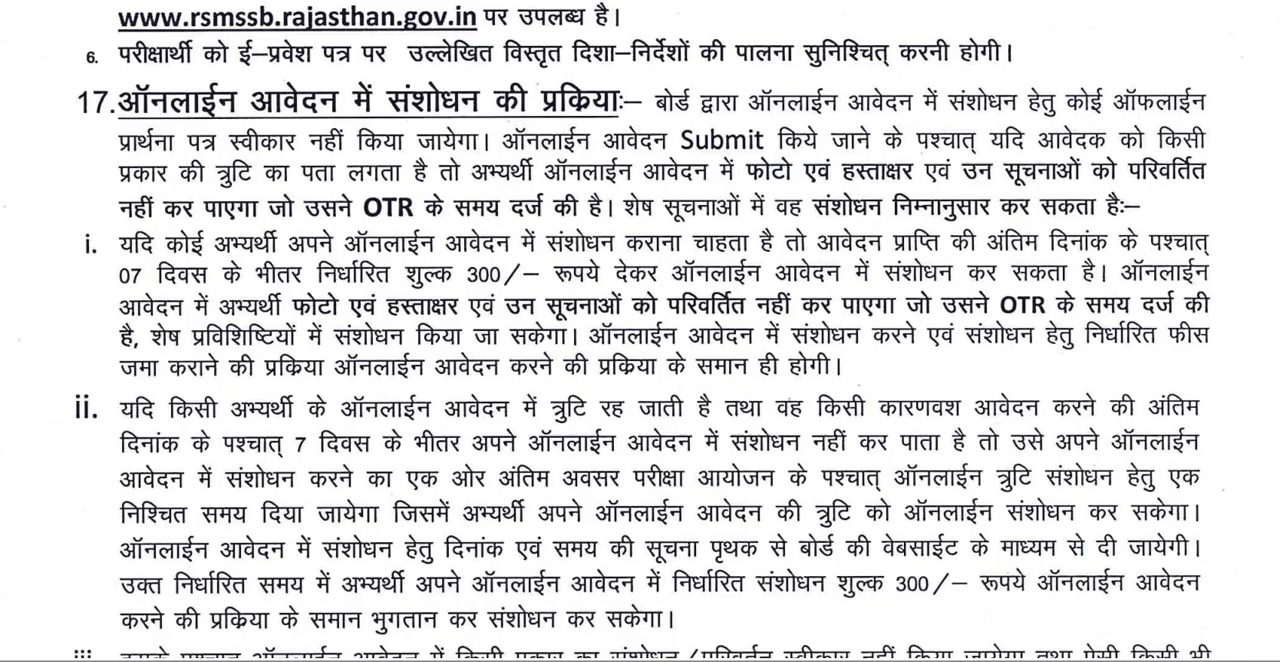 www.rsmssb.rajasthan.gov.in पर उपलब्ध है।
6. परीक्षार्थी को ई–प्रवेश पत्र पर उल्लेखित विस्तृत दिशा–निर्देशों की पालना सुनिश्चित् करनी होगी।
17.ऑनलाईन आवेदन में संशोधन की प्रकियाः– बोर्ड द्वारा ऑनलाईन आवेदन में संशोधन हेतु कोई ऑफलाईन
प्रार्थना पत्र स्वीकार नहीं किया जायेगा। ऑनलाईन आवेदन Submit किये जाने के पश्चात् यदि आवेदक को किसी
प्रकार की त्रुटि का पता लगता है तो अभ्यर्थी ऑनलाईन आवेदन में फोटो एवं हस्ताक्षर एवं उन सूचनाओं को परिवर्तित
नहीं कर पाएगा जो उसने OTR के समय दर्ज की है। शेष सूचनाओं में वह संशोधन निम्नानुसार कर सकता हैः–
i. यदि कोई अभ्यर्थी अपने ऑनलाईन आवेदन में संशोधन कराना चाहता है तो आवेदन प्राप्ति की अंतिम दिनांक के पश्चात्
07 दिवस के भीतर निर्धारित शुल्क 300/– रूपये देकर ऑनलाईन आवेदन में संशोधन कर सकता है। ऑनलाईन
आवेदन में अभ्यर्थी फोटो एवं हस्ताक्षर एवं उन सूचनाओं को परिवर्तित नहीं कर पाएगा जो उसने OTR के समय दर्ज की
है, शेष प्रविशिष्टियों में संशोधन किया जा सकेगा। ऑनलाईन आवेदन में संशोधन करने एवं संशोधन हेतु निर्धारित फीस
जमा कराने की प्रकिया ऑनलाईन आवेदन करने की प्रकिया के समान ही होगी।
ii. यदि किसी अभ्यर्थी के ऑनलाईन आवेदन में त्रुटि रह जाती है तथा वह किसी कारणवश आवेदन करने की अंतिम
दिनांक के पश्चात् 7 दिवस के भीतर अपने ऑनलाईन आवेदन में संशोधन नहीं कर पाता है तो उसे अपने ऑनलाईन
आवेदन में संशोधन करने का एक ओर अंतिम अवसर परीक्षा आयोजन के पश्चात् ऑनलाईन त्रुटि संशोधन हेतु एक
निश्चित समय दिया जायेगा जिसमें अभ्यर्थी अपने ऑनलाईन आवेदन की त्रुटि को ऑनलाईन संशोधन कर सकेगा।
ऑनलाईन आवेदन में संशोधन हेतु दिनांक एवं समय की सूचना पृथक से बोर्ड की वेबसाईट के माध्यम से दी जायेगी।
उक्त निर्धारित समय में अभ्यर्थी अपने ऑनलाईन आवेदन में निर्धारित संशोधन शुल्क 300/– रूपये ऑनलाईन आवेदन
करने की प्रकिया के समान भुगतान कर संशोधन कर सकेगा।